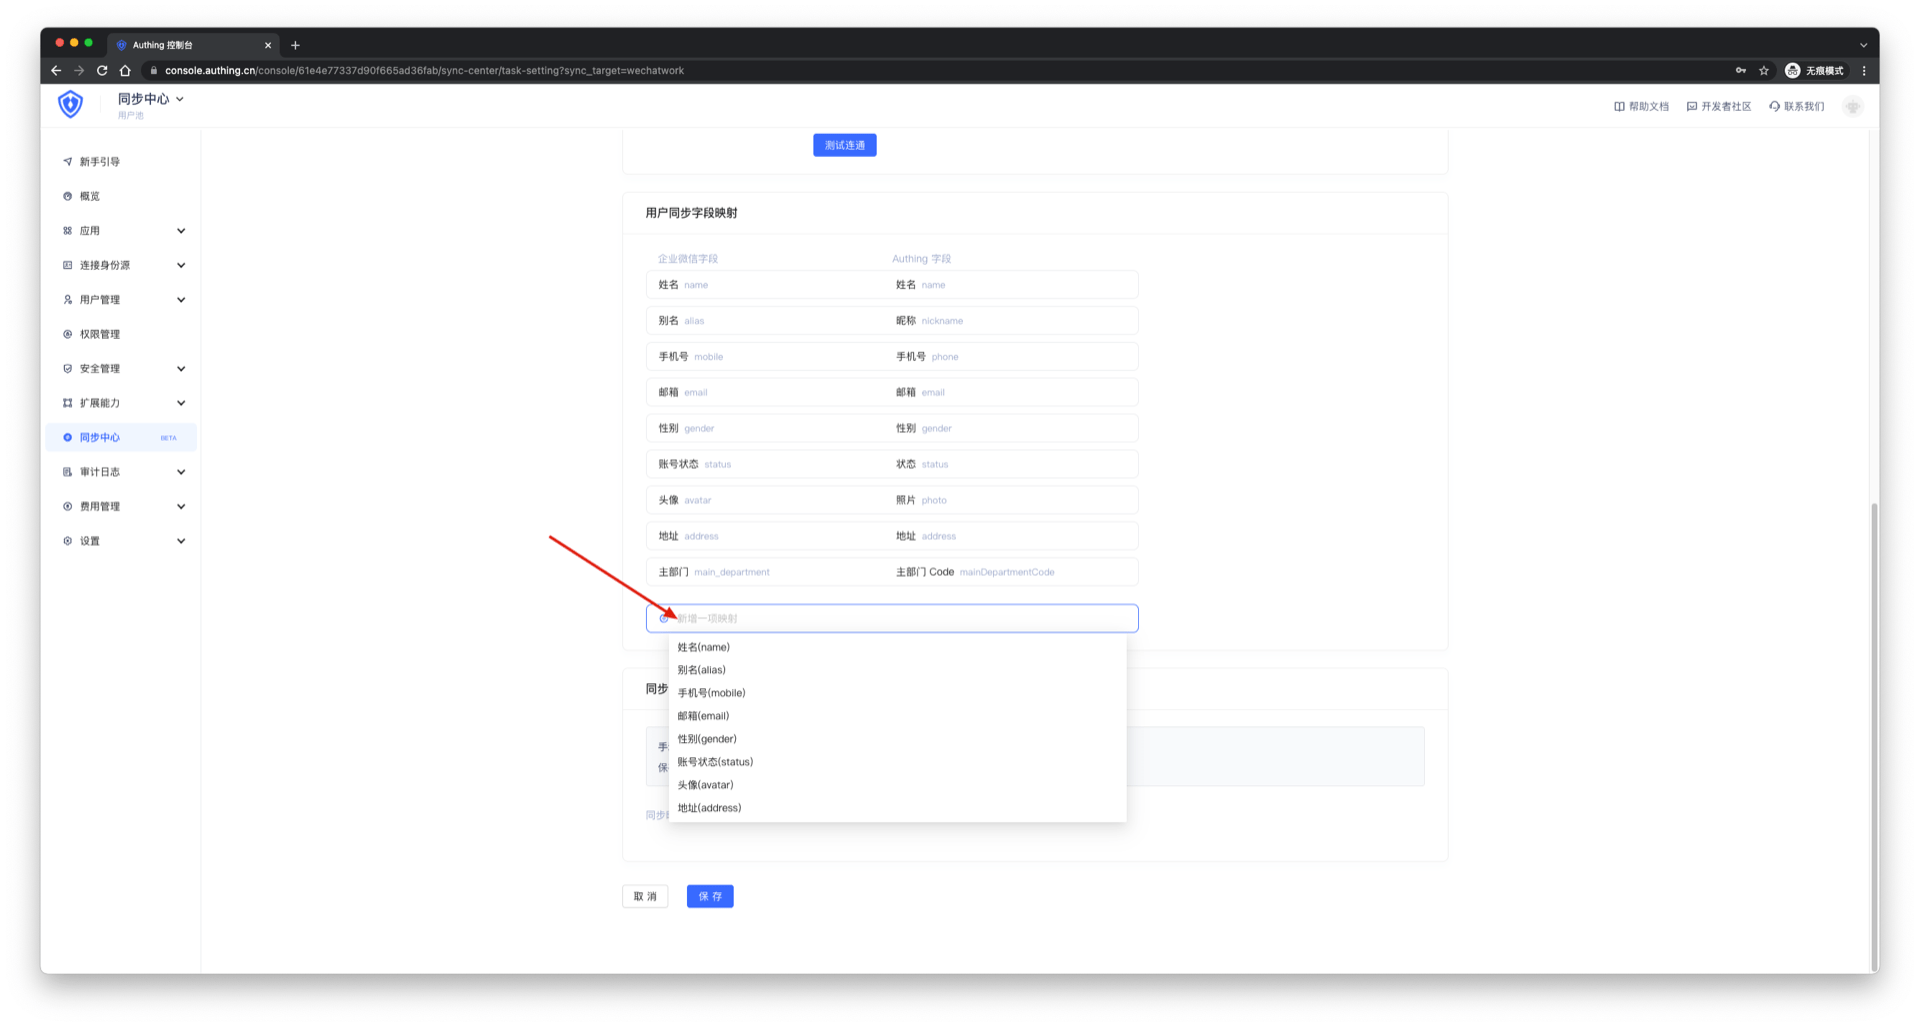 Authing 控制台
console.authing.cn/console/61e4e77337d90f665ad36fab/sync-center/task-setting?sync_target=wechatwork
无痕模式
同步中心
用户池
帮助文档
开发者社区
联系我们
新手引导
概览
应用
连接身份源
用户管理
权限管理
安全管理
扩展能力
同步中心 BETA
审计日志
费用管理
设置
测试连通
用户同步字段映射
企业微信字段 Authing 字段
姓名 name 姓名 name
别名 alias 昵称 nickname
手机号 mobile 手机号 phone
邮箱 email 邮箱 email
性别 gender 性别 gender
账号状态 status 状态 status
头像 avatar 照片 photo
地址 address 地址 address
主部门 main_department 主部门 Code mainDepartmentCode
新增一项映射
姓名(name)
别名(alias)
手机号(mobile)
邮箱(email)
性别(gender)
账号状态(status)
头像(avatar)
地址(address)
同步
手
保
同步
取 消
保 存